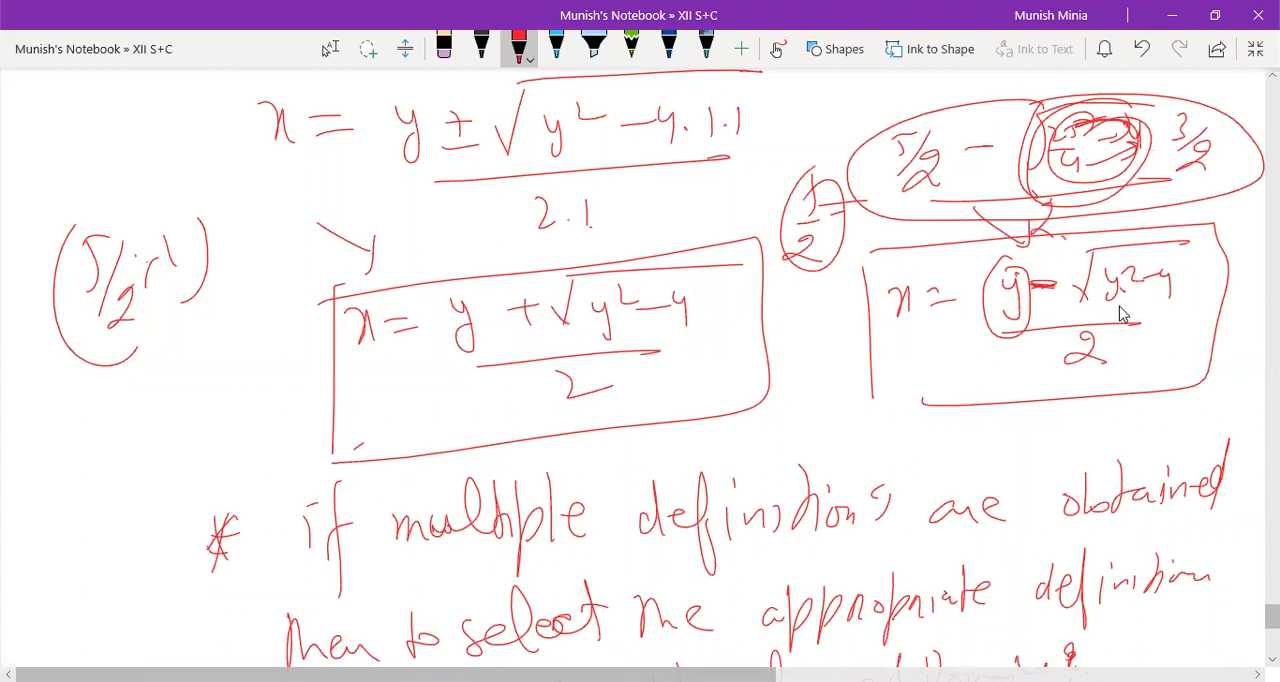 Munish's Notebook » XII S+C
Munish Minia
Munish's Notebook » XII S+C
Shapes
Ink to Shape
Ink to Text
x = y ± √(y² - 4.1.1)
2.1
5/2 - 3/2
1/2
x = y + √(y² - 4)
2
x = y - √(y² - 4)
2
* if multiple definitions are obtained
then to select the appropriate definition